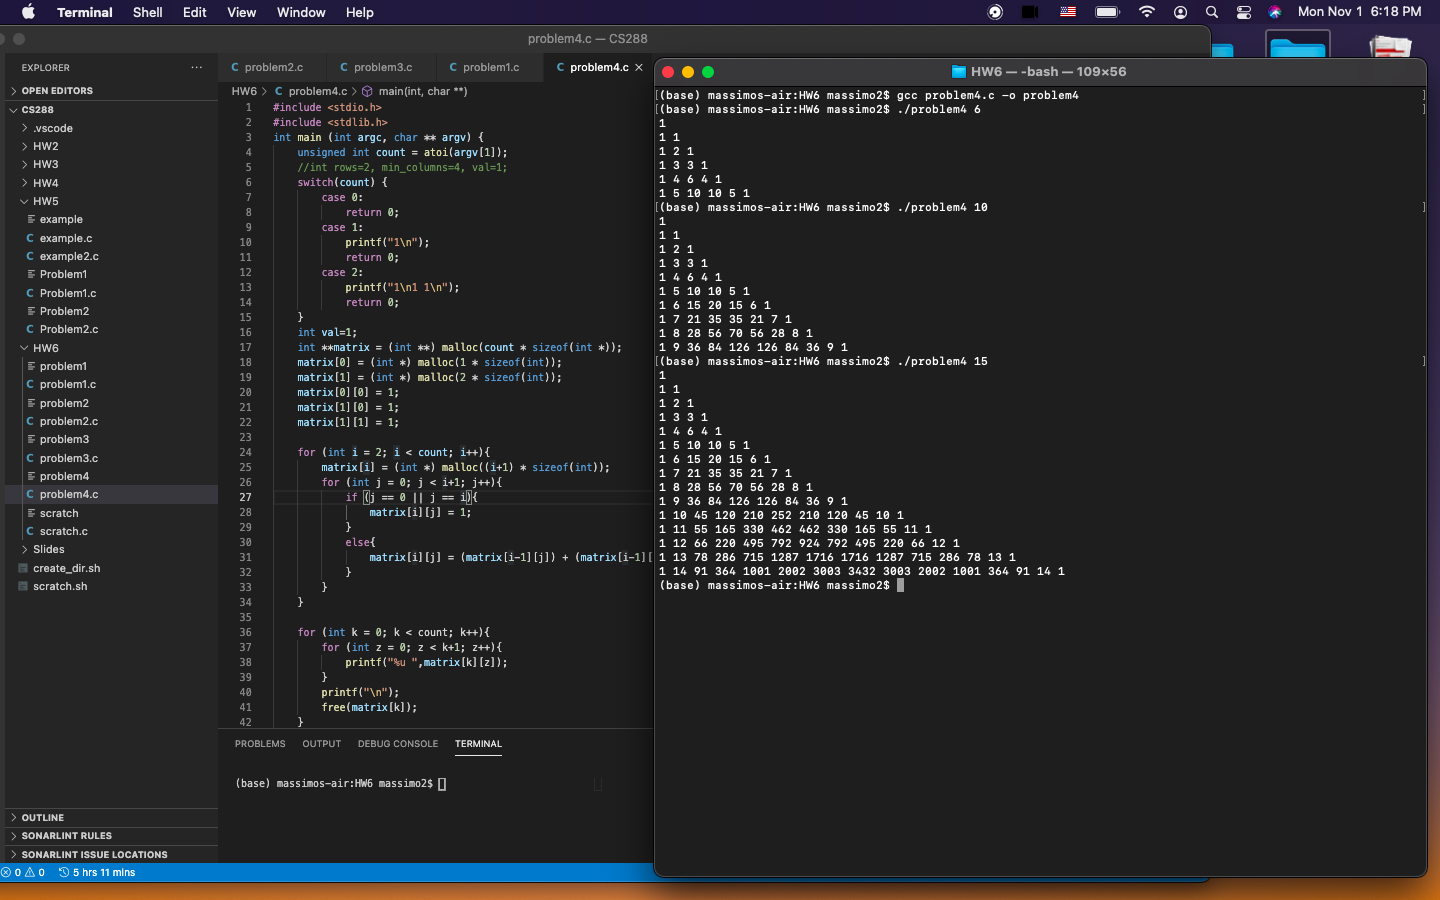 Terminal Shell Edit View Window Help Mon Nov 1 6:18 PM
problem4.c — CS288
EXPLORER ···
OPEN EDITORS
CS288
.vscode
HW2
HW3
HW4
HW5
example
C example.c
C example2.c
Problem1
C Problem1.c
Problem2
C Problem2.c
HW6
problem1
C problem1.c
problem2
C problem2.c
problem3
C problem3.c
problem4
C problem4.c
scratch
C scratch.c
Slides
create_dir.sh
scratch.sh
OUTLINE
SONARLINT RULES
SONARLINT ISSUE LOCATIONS
0 0 5 hrs 11 mins
C problem2.c C problem3.c C problem1.c C problem4.c ×
HW6 > C problem4.c > main(int, char **)
1 #include <stdio.h>
2 #include <stdlib.h>
3 int main (int argc, char ** argv) {
4 unsigned int count = atoi(argv[1]);
5 //int rows=2, min_columns=4, val=1;
6 switch(count) {
7 case 0:
8 return 0;
9 case 1:
10 printf("1\n");
11 return 0;
12 case 2:
13 printf("1\n1 1\n");
14 return 0;
15 }
16 int val=1;
17 int **matrix = (int **) malloc(count * sizeof(int *));
18 matrix[0] = (int *) malloc(1 * sizeof(int));
19 matrix[1] = (int *) malloc(2 * sizeof(int));
20 matrix[0][0] = 1;
21 matrix[1][0] = 1;
22 matrix[1][1] = 1;
23
24 for (int i = 2; i < count; i++){
25 matrix[i] = (int *) malloc((i+1) * sizeof(int));
26 for (int j = 0; j < i+1; j++){
27 if (j == 0 || j == i){
28 matrix[i][j] = 1;
29 }
30 else{
31 matrix[i][j] = (matrix[i-1][j]) + (matrix[i-1][
32 }
33 }
34 }
35
36 for (int k = 0; k < count; k++){
37 for (int z = 0; z < k+1; z++){
38 printf("%u ",matrix[k][z]);
39 }
40 printf("\n");
41 free(matrix[k]);
42 }
PROBLEMS OUTPUT DEBUG CONSOLE TERMINAL
(base) massimos-air:HW6 massimo2$
HW6 — -bash — 109×56
[(base) massimos-air:HW6 massimo2$ gcc problem4.c -o problem4 ]
[(base) massimos-air:HW6 massimo2$ ./problem4 6 ]
1
1 1
1 2 1
1 3 3 1
1 4 6 4 1
1 5 10 10 5 1
[(base) massimos-air:HW6 massimo2$ ./problem4 10 ]
1
1 1
1 2 1
1 3 3 1
1 4 6 4 1
1 5 10 10 5 1
1 6 15 20 15 6 1
1 7 21 35 35 21 7 1
1 8 28 56 70 56 28 8 1
1 9 36 84 126 126 84 36 9 1
[(base) massimos-air:HW6 massimo2$ ./problem4 15 ]
1
1 1
1 2 1
1 3 3 1
1 4 6 4 1
1 5 10 10 5 1
1 6 15 20 15 6 1
1 7 21 35 35 21 7 1
1 8 28 56 70 56 28 8 1
1 9 36 84 126 126 84 36 9 1
1 10 45 120 210 252 210 120 45 10 1
1 11 55 165 330 462 462 330 165 55 11 1
1 12 66 220 495 792 924 792 495 220 66 12 1
1 13 78 286 715 1287 1716 1716 1287 715 286 78 13 1
1 14 91 364 1001 2002 3003 3432 3003 2002 1001 364 91 14 1
(base) massimos-air:HW6 massimo2$